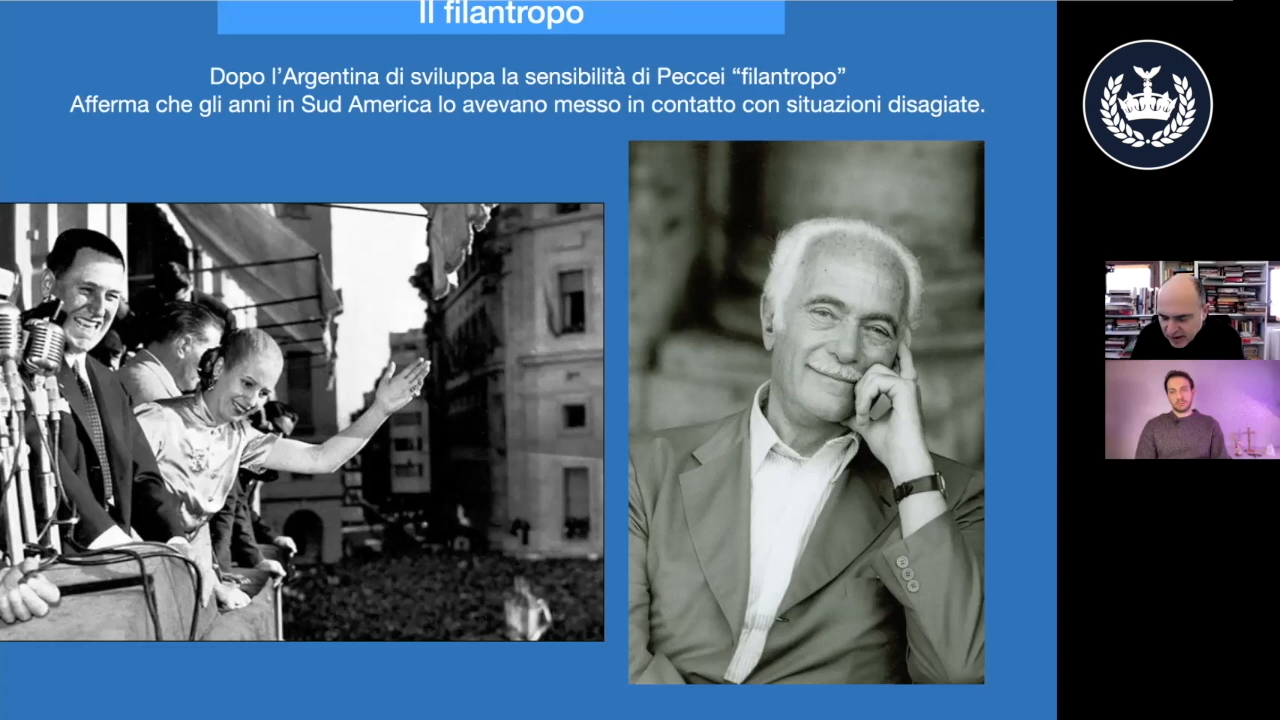 Il filantropo
Dopo l’Argentina di sviluppa la sensibilità di Peccei “filantropo”
Afferma che gli anni in Sud America lo avevano messo in contatto con situazioni disagiate.